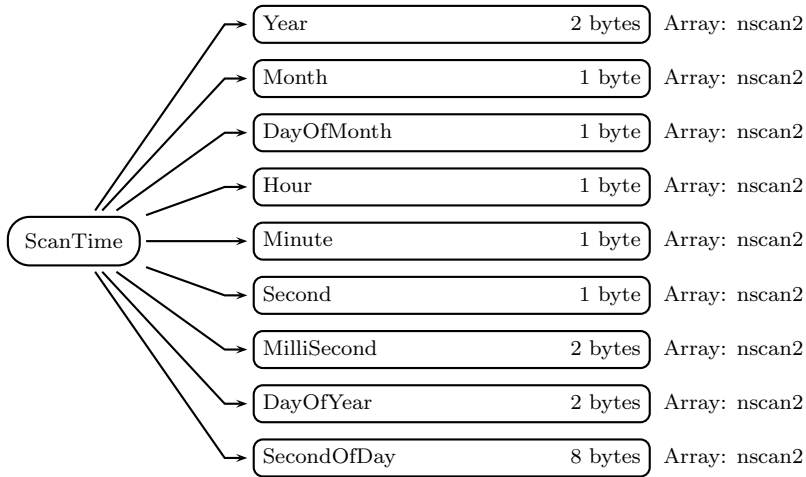 Year 2 bytes Array: nscan2
Month 1 byte Array: nscan2
DayOfMonth 1 byte Array: nscan2
Hour 1 byte Array: nscan2
ScanTime Minute 1 byte Array: nscan2
Second 1 byte Array: nscan2
MilliSecond 2 bytes Array: nscan2
DayOfYear 2 bytes Array: nscan2
SecondOfDay 8 bytes Array: nscan2